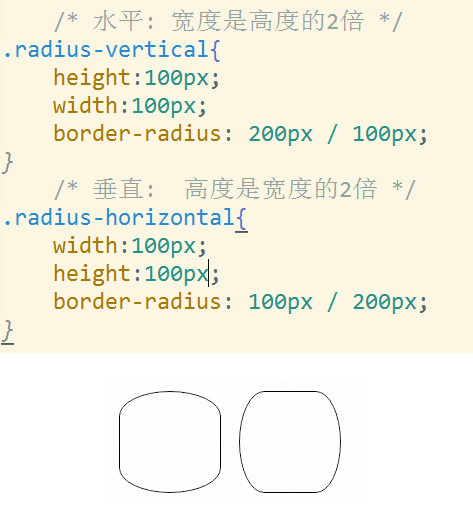 /* 水平: 宽度是高度的2倍 */
.radius-vertical{
height:100px;
width:100px;
border-radius: 200px / 100px;
}
/* 垂直: 高度是宽度的2倍 */
.radius-horizontal{
width:100px;
height:100px;
border-radius: 100px / 200px;
}